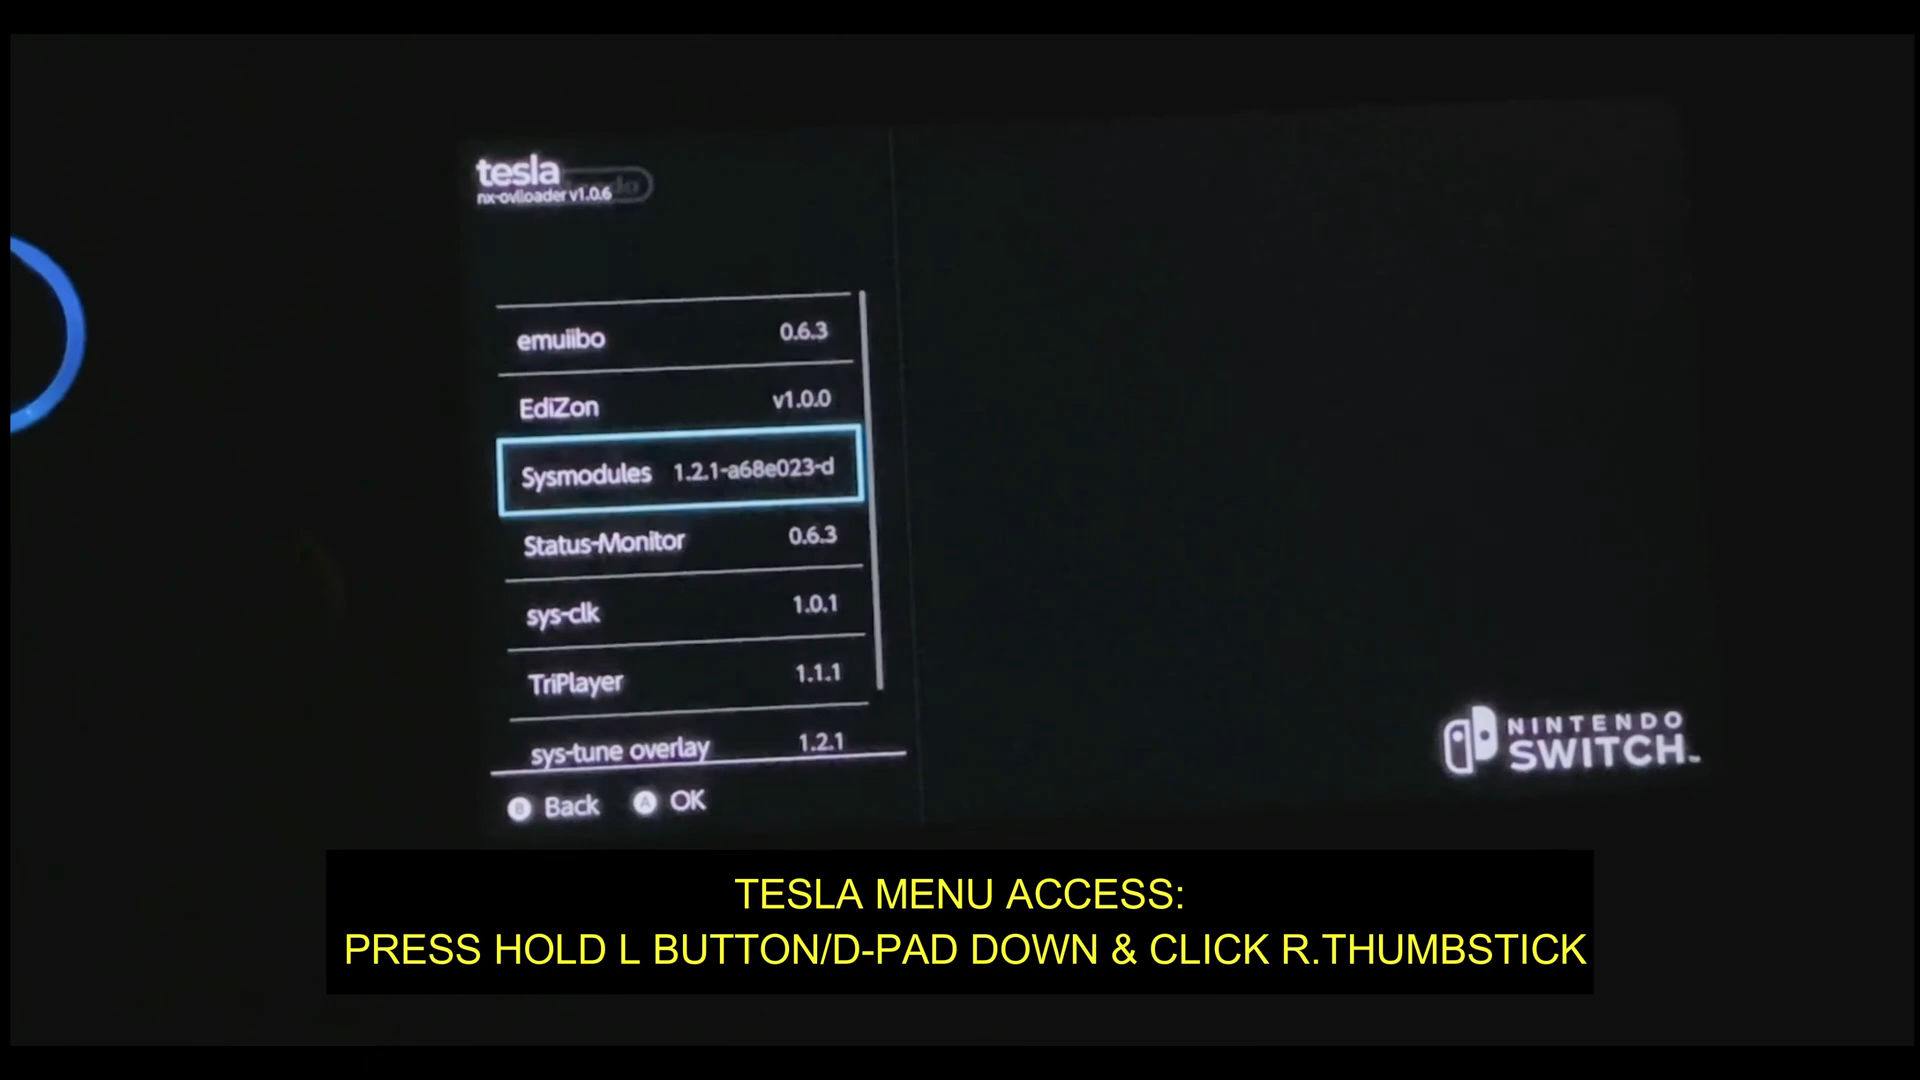 tesla
nx-ovlloader v1.0.6
emuiibo 0.6.3
EdiZon v1.0.0
Sysmodules 1.2.1-a68e023-d
Status-Monitor 0.6.3
sys-clk 1.0.1
TriPlayer 1.1.1
sys-tune overlay 1.2.1
B Back A OK
NINTENDO
SWITCH™
TESLA MENU ACCESS:
PRESS HOLD L BUTTON/D-PAD DOWN & CLICK R.THUMBSTICK